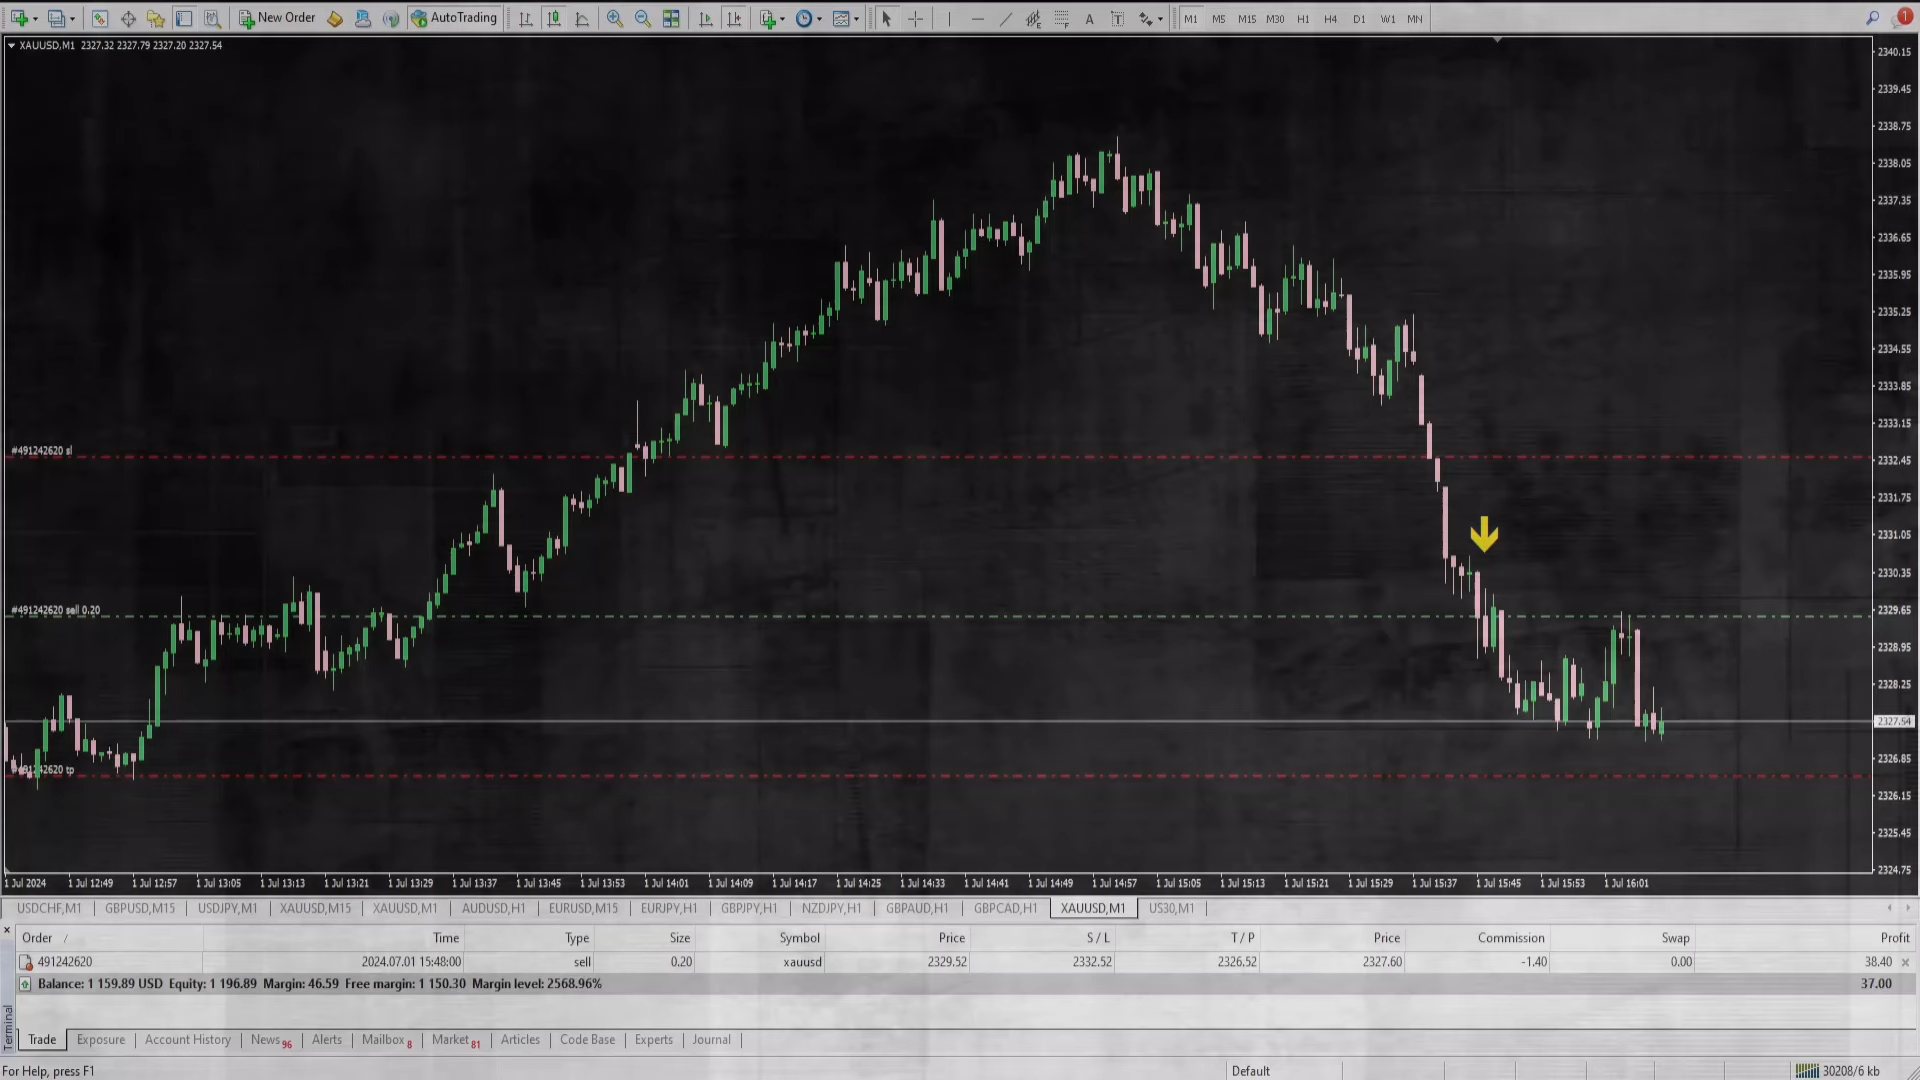 New Order AutoTrading A T M1 M5 M15 M30 H1 H4 D1 W1 MN 1
XAUUSD,M1 2327.32 2327.79 2327.20 2327.54
2340.15
2339.45
2338.75
2338.05
2337.35
2336.65
2335.95
2335.25
2334.55
2333.85
2333.15
#491242620 sl
2332.45
2331.75
2331.05
2330.35
#491242620 sell 0.20
2329.65
2328.95
2328.25
2327.54
2326.85
#491242620 tp
2326.15
2325.45
2324.75
1 Jul 2024 1 Jul 12:49 1 Jul 12:57 1 Jul 13:05 1 Jul 13:13 1 Jul 13:21 1 Jul 13:29 1 Jul 13:37 1 Jul 13:45 1 Jul 13:53 1 Jul 14:01 1 Jul 14:09 1 Jul 14:17 1 Jul 14:25 1 Jul 14:33 1 Jul 14:41 1 Jul 14:49 1 Jul 14:57 1 Jul 15:05 1 Jul 15:13 1 Jul 15:21 1 Jul 15:29 1 Jul 15:37 1 Jul 15:45 1 Jul 15:53 1 Jul 16:01
USDCHF,M1 GBPUSD,M15 USDJPY,M1 XAUUSD,M15 XAUUSD,M1 AUDUSD,H1 EURUSD,M15 EURJPY,H1 GBPJPY,H1 NZDJPY,H1 GBPAUD,H1 GBPCAD,H1 XAUUSD,M1 US30,M1
Order / Time Type Size Symbol Price S / L T / P Price Commission Swap Profit
491242620 2024.07.01 15:48:00 sell 0.20 xauusd 2329.52 2332.52 2326.52 2327.60 -1.40 0.00 38.40
Balance: 1 159.89 USD Equity: 1 196.89 Margin: 46.59 Free margin: 1 150.30 Margin level: 2568.96% 37.00
Terminal
Trade Exposure Account History News 96 Alerts Mailbox 8 Market 81 Articles Code Base Experts Journal
For Help, press F1 Default 30208/6 kb